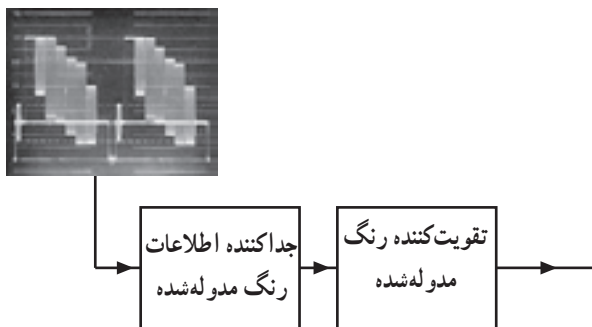 جداکننده اطلاعات
رنگ مدوله‌شده
تقویت‌کننده رنگ
مدوله‌شده